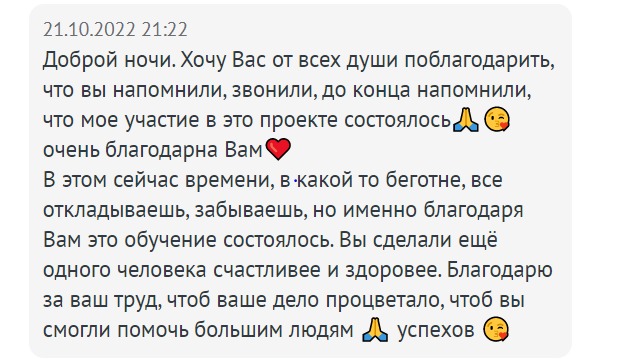 21.10.2022 21:22
Доброй ночи. Хочу Вас от всех души поблагодарить,
что вы напомнили, звонили, до конца напомнили,
что мое участие в это проекте состоялось🙏😘
очень благодарна Вам❤️
В этом сейчас времени, в какой то беготне, все
откладываешь, забываешь, но именно благодаря
Вам это обучение состоялось. Вы сделали ещё
одного человека счастливее и здоровее. Благодарю
за ваш труд, чтоб ваше дело процветало, чтоб вы
смогли помочь большим людям 🙏 успехов 😘